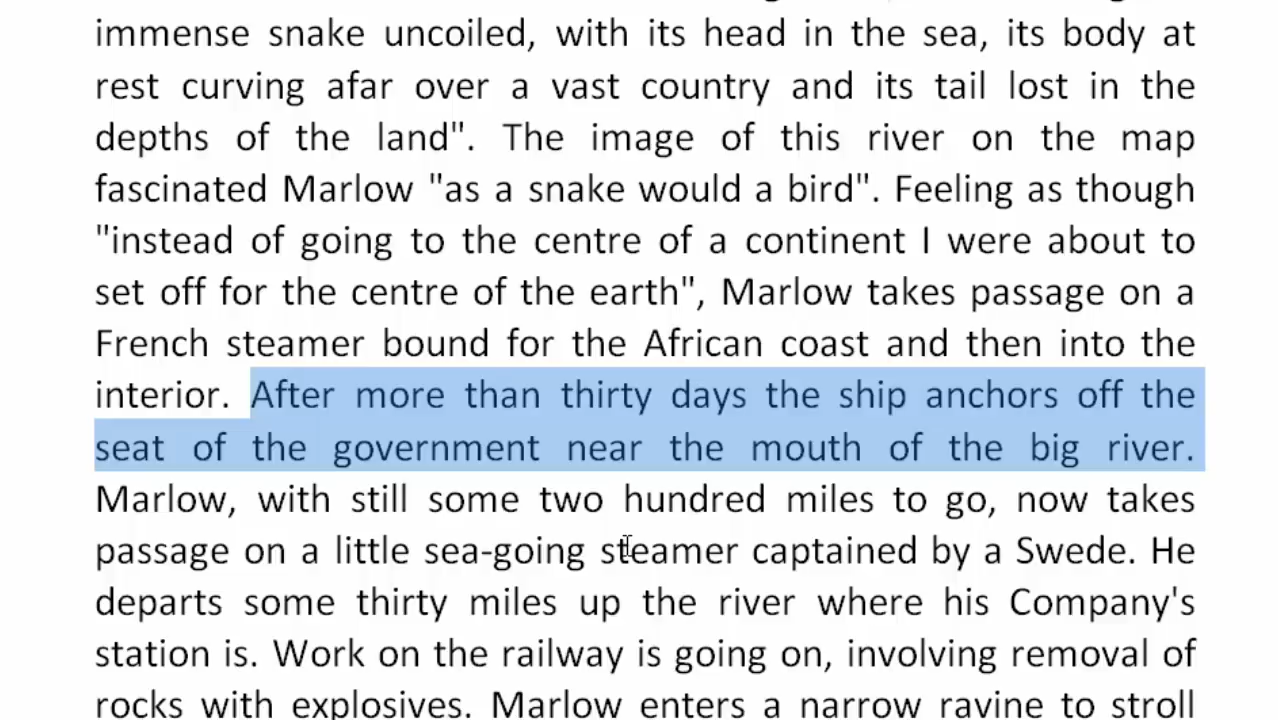 immense snake uncoiled, with its head in the sea, its body at
rest curving afar over a vast country and its tail lost in the
depths of the land". The image of this river on the map
fascinated Marlow "as a snake would a bird". Feeling as though
"instead of going to the centre of a continent I were about to
set off for the centre of the earth", Marlow takes passage on a
French steamer bound for the African coast and then into the
interior. After more than thirty days the ship anchors off the
seat of the government near the mouth of the big river.
Marlow, with still some two hundred miles to go, now takes
passage on a little sea-going steamer captained by a Swede. He
departs some thirty miles up the river where his Company's
station is. Work on the railway is going on, involving removal of
rocks with explosives. Marlow enters a narrow ravine to stroll